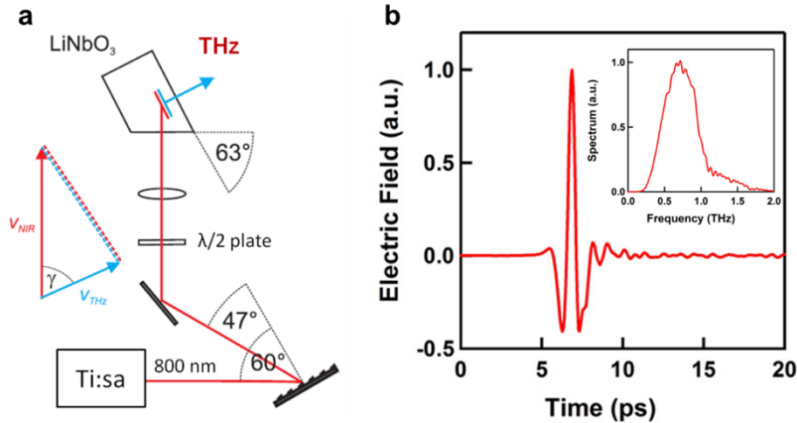 a
LiNbO3
THz
63°
VNIR
γ
VTHz
λ/2 plate
47°
60°
800 nm
Ti:sa
b
Electric Field (a.u.)
1.0
0.5
0.0
-0.5
0
5
10
15
20
Time (ps)
Spectrum (a.u.)
1.0
0.5
0.0
0.0
0.5
1.0
1.5
2.0
Frequency (THz)